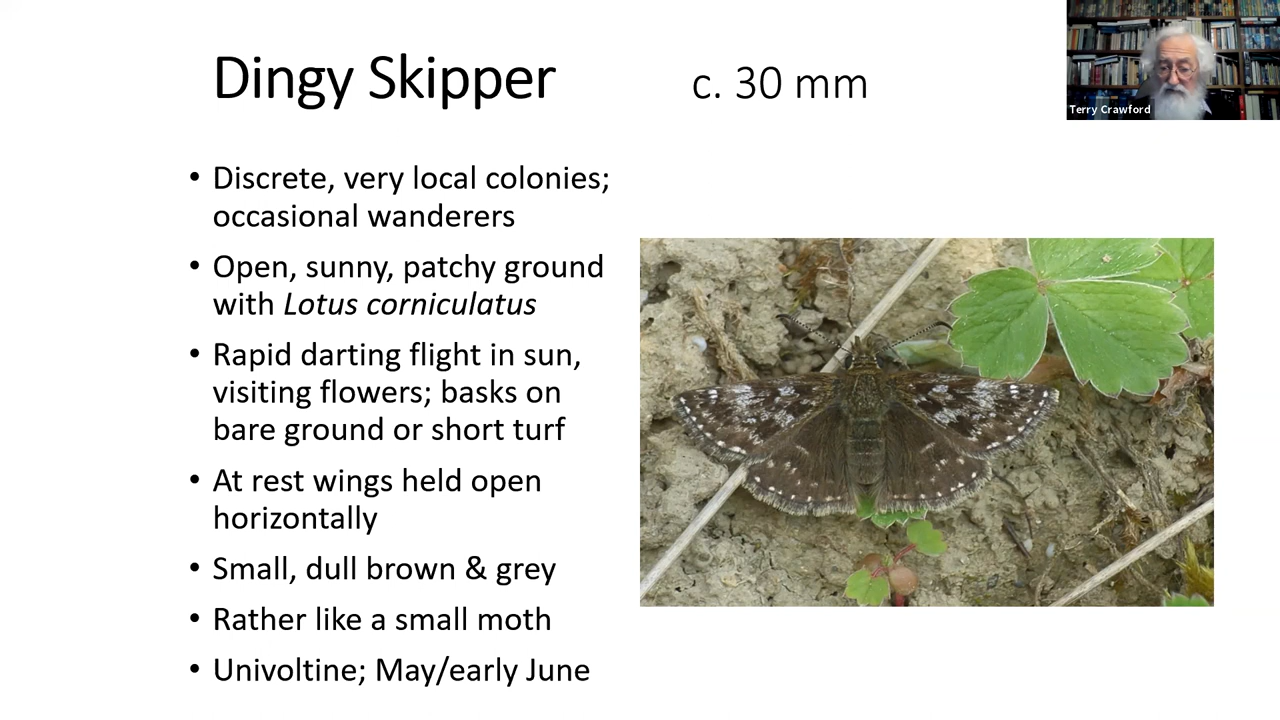 Dingy Skipper c. 30 mm
Terry Crawford
• Discrete, very local colonies;
occasional wanderers
• Open, sunny, patchy ground
with Lotus corniculatus
• Rapid darting flight in sun,
visiting flowers; basks on
bare ground or short turf
• At rest wings held open
horizontally
• Small, dull brown & grey
• Rather like a small moth
• Univoltine; May/early June